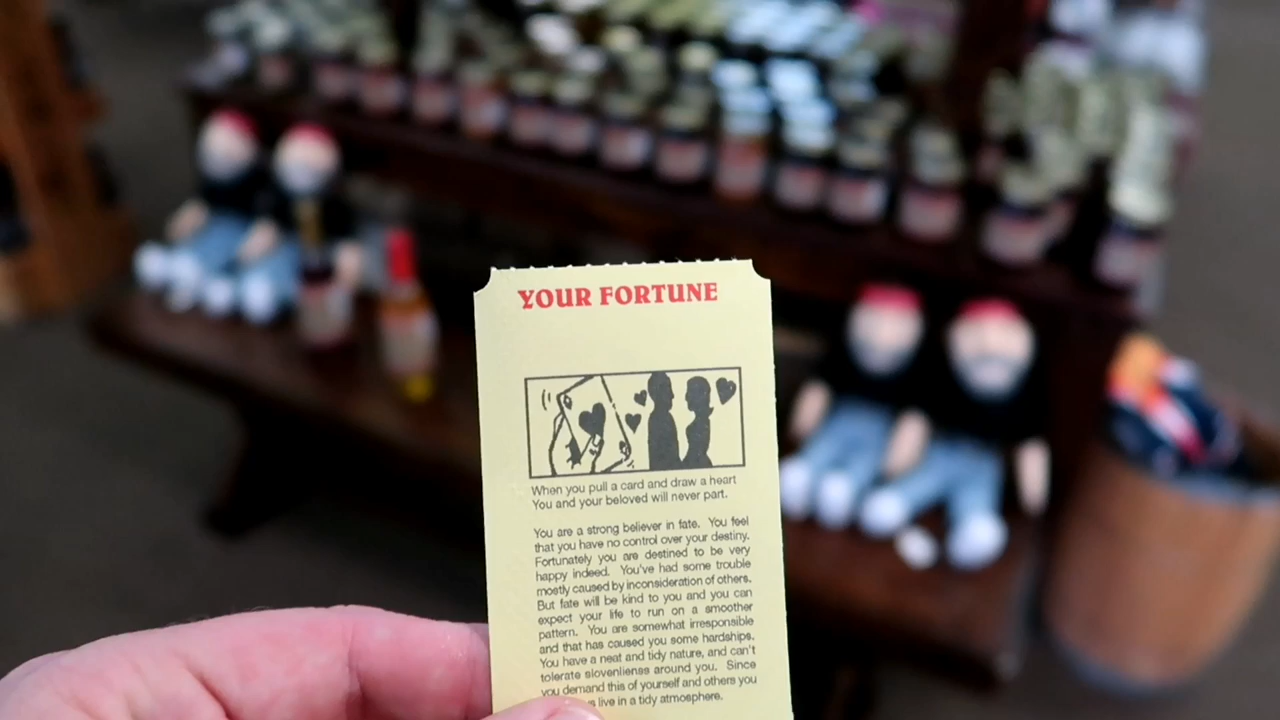 YOUR FORTUNE
When you pull a card and draw a heart
You and your beloved will never part.
You are a strong believer in fate. You feel
that you have no control over your destiny.
Fortunately you are destined to be very
happy indeed. You've had some trouble
mostly caused by inconsideration of others.
But fate will be kind to you and you can
expect your life to run on a smoother
pattern. You are somewhat irresponsible
and that has caused you some hardships.
You have a neat and tidy nature, and can't
tolerate slovenliness around you. Since
you demand this of yourself and others you
live in a tidy atmosphere.